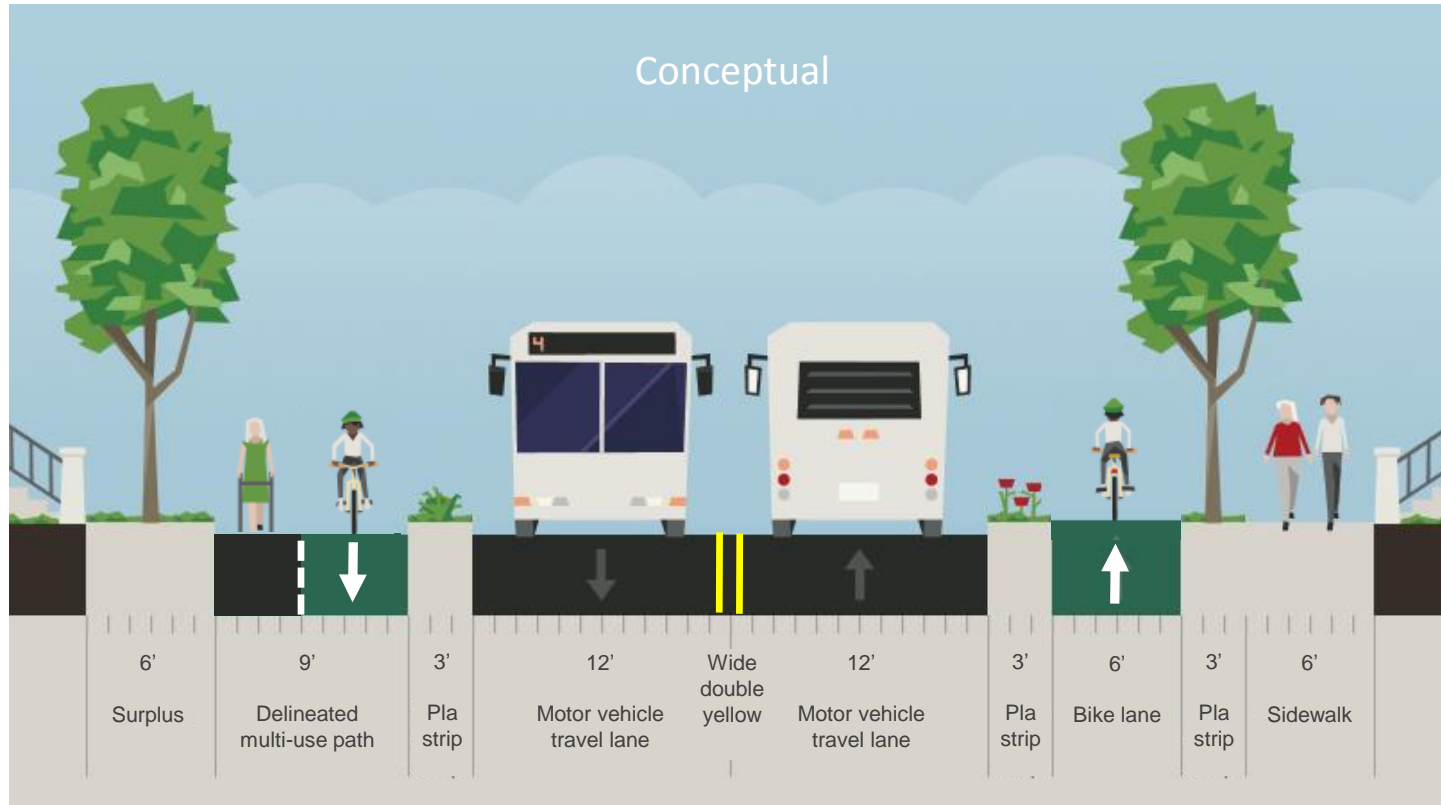 Conceptual
4
6’
Surplus
9’
Delineated
multi-use path
3’
Pla
strip
12’
Motor vehicle
travel lane
Wide
double
yellow
12’
Motor vehicle
travel lane
3’
Pla
strip
6’
Bike lane
3’
Pla
strip
6’
Sidewalk